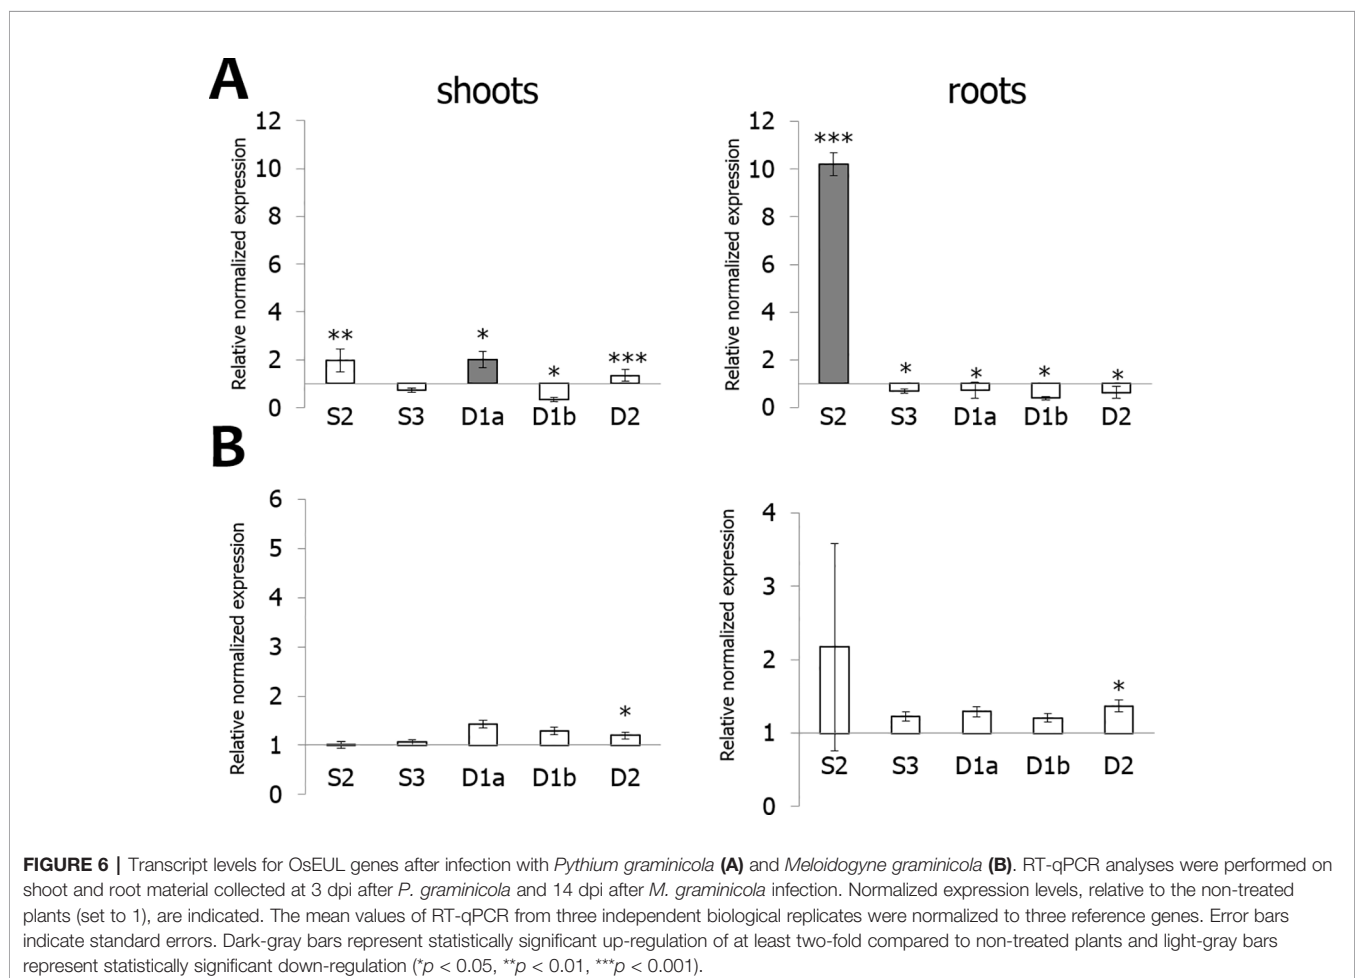 A
shoots
roots
Relative normalized expression
12
10
8
6
4
2
0
**
*
*
***
S2 S3 D1a D1b D2
Relative normalized expression
12
10
8
6
4
2
0
***
*
*
*
*
S2 S3 D1a D1b D2
B
Relative normalized expression
6
5
4
3
2
1
0
*
S2 S3 D1a D1b D2
Relative normalized expression
4
3
2
1
0
*
S2 S3 D1a D1b D2
FIGURE 6 | Transcript levels for OsEUL genes after infection with Pythium graminicola (A) and Meloidogyne graminicola (B). RT-qPCR analyses were performed on
shoot and root material collected at 3 dpi after P. graminicola and 14 dpi after M. graminicola infection. Normalized expression levels, relative to the non-treated
plants (set to 1), are indicated. The mean values of RT-qPCR from three independent biological replicates were normalized to three reference genes. Error bars
indicate standard errors. Dark-gray bars represent statistically significant up-regulation of at least two-fold compared to non-treated plants and light-gray bars
represent statistically significant down-regulation (*p < 0.05, **p < 0.01, ***p < 0.001).